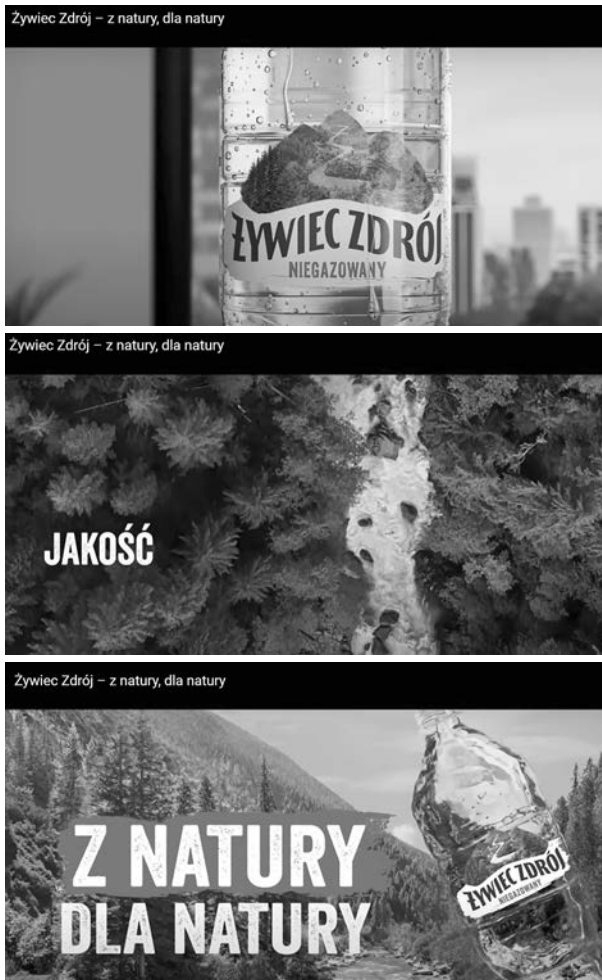 Żywiec Zdrój – z natury, dla natury
ŻYWIEC ZDRÓJ
NIEGAZOWANY
Żywiec Zdrój – z natury, dla natury
JAKOŚĆ
Żywiec Zdrój – z natury, dla natury
Z NATURY
DLA NATURY
ŻYWIEC ZDRÓJ
NIEGAZOWANY